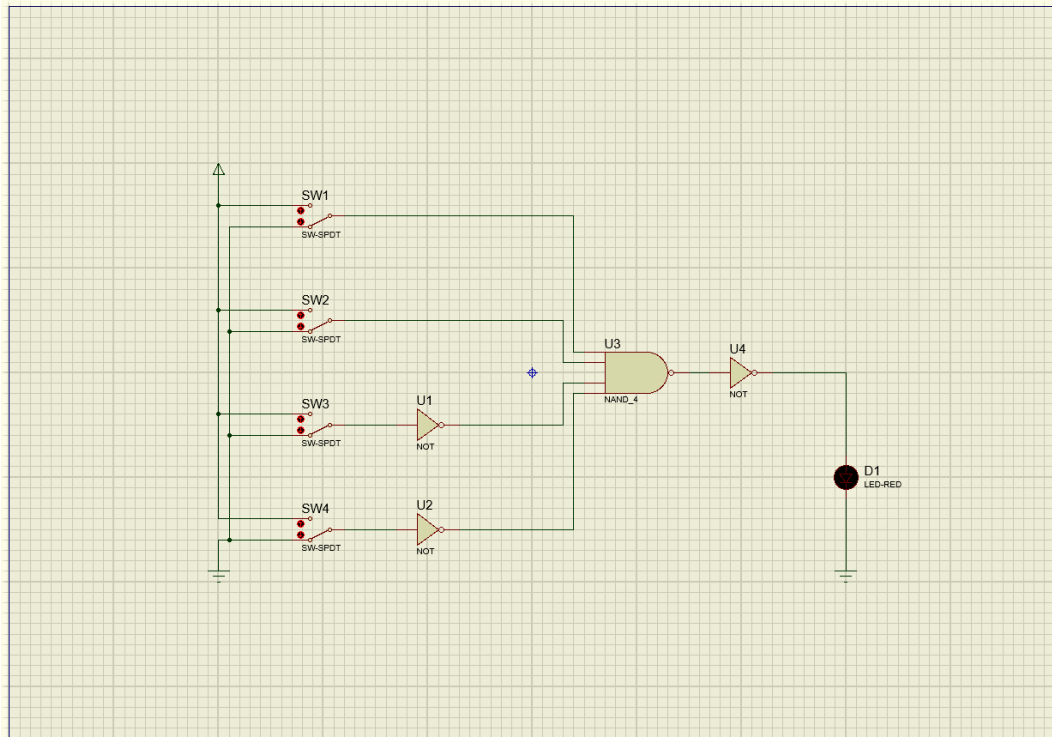 SW1
SW-SPDT
SW2
SW-SPDT
U3
NAND_4
U4
NOT
SW3
SW-SPDT
U1
NOT
D1
LED-RED
SW4
SW-SPDT
U2
NOT